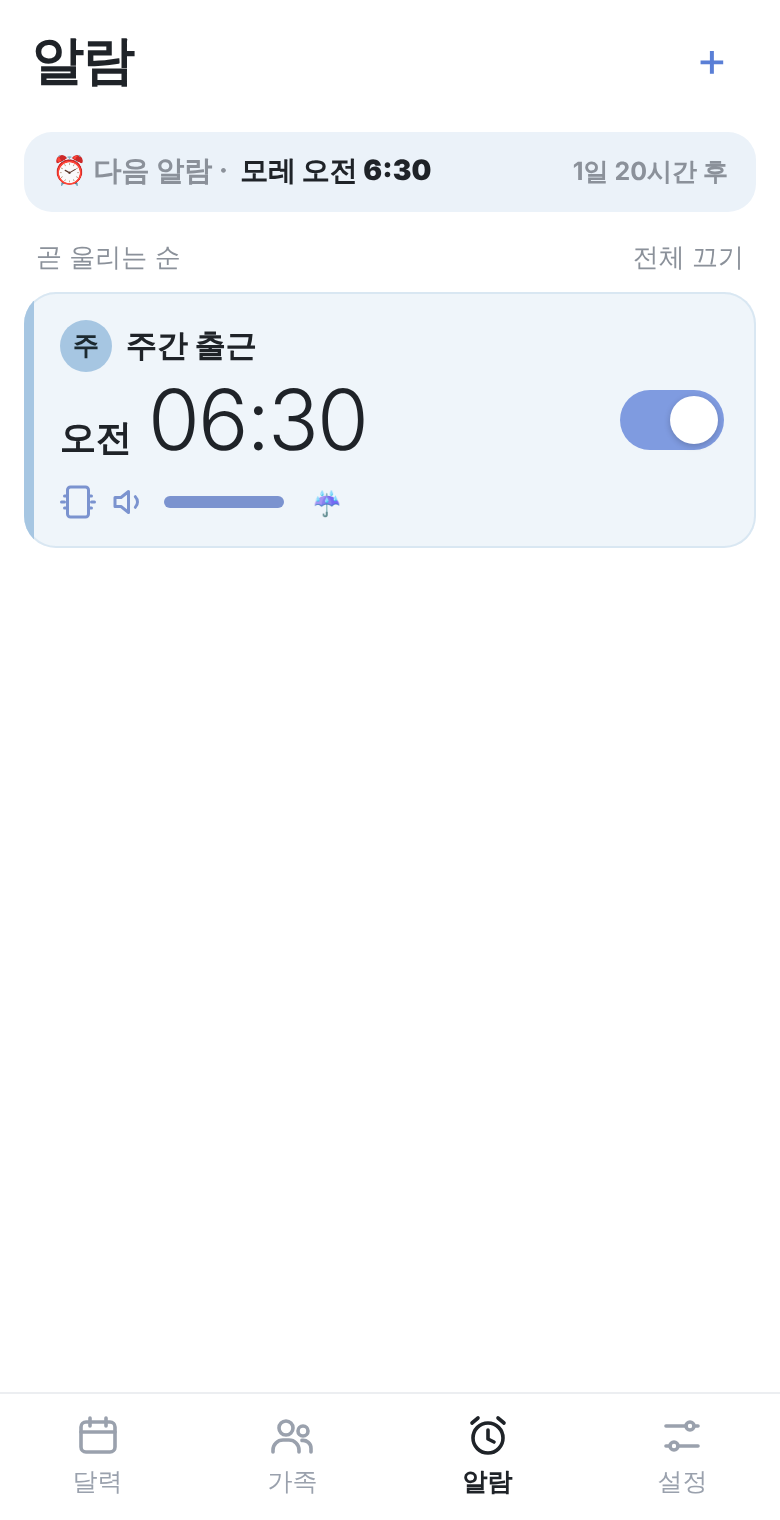 알람
⏰ 다음 알람 · 모레 오전 6:30 1일 20시간 후
곧 울리는 순 전체 끄기
주 주간 출근
오전 06:30
달력 가족 알람 설정